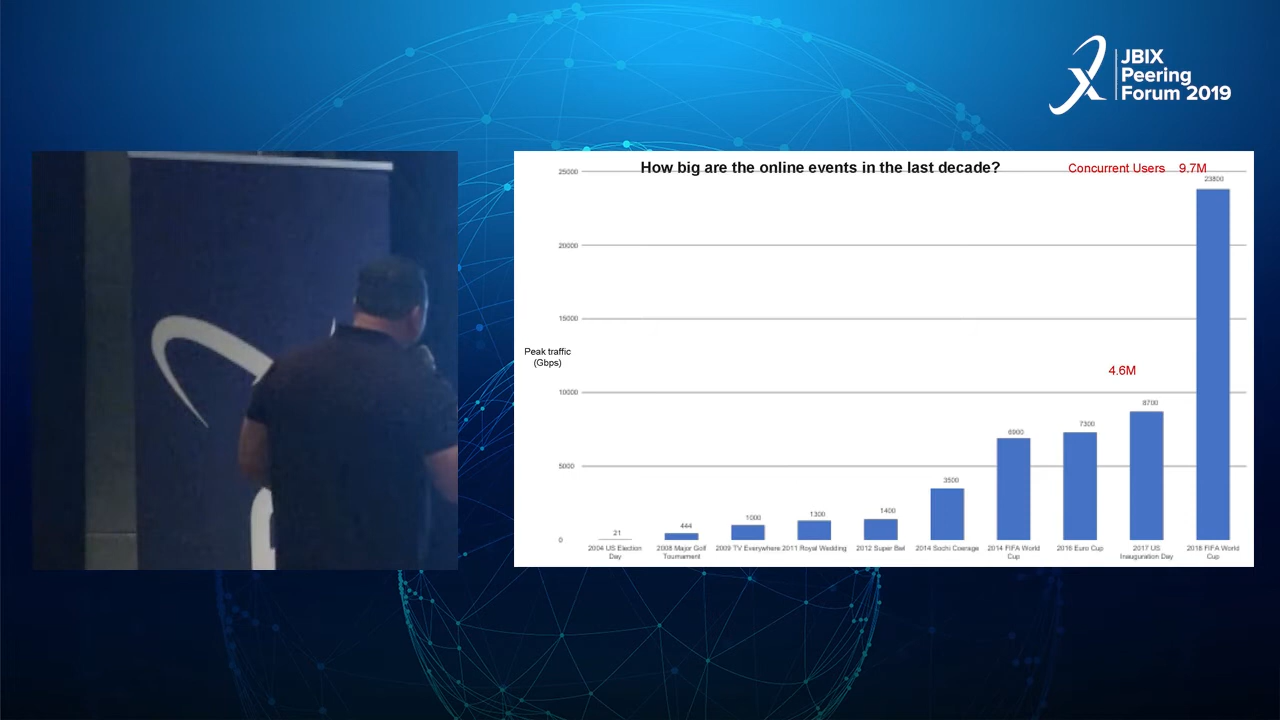 JBIX
Peering
Forum 2019
How big are the online events in the last decade?
Concurrent Users 9.7M
25000
23800
20000
15000
Peak traffic
(Gbps)
4.6M
10000
8700
7300
6900
5000
3500
1400
1300
1000
444
21
0
2004 US Election
Day
2008 Major Golf
Tournament
2009 TV Everywhere
2011 Royal Wedding
2012 Super Bel
2014 Sochi Coerage
2014 FIFA World
Cup
2016 Euro Cup
2017 US
Inauguration Day
2018 FIFA World
Cup